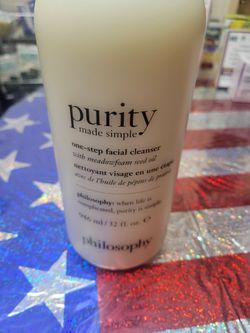 purity
made simple
one-step facial cleanser
with meadowfoam seed oil
nettoyant visage en une étape
philosophy: when life is
complicated, purity is simple.
946 ml / 32 fl. oz. ℮
philosophy